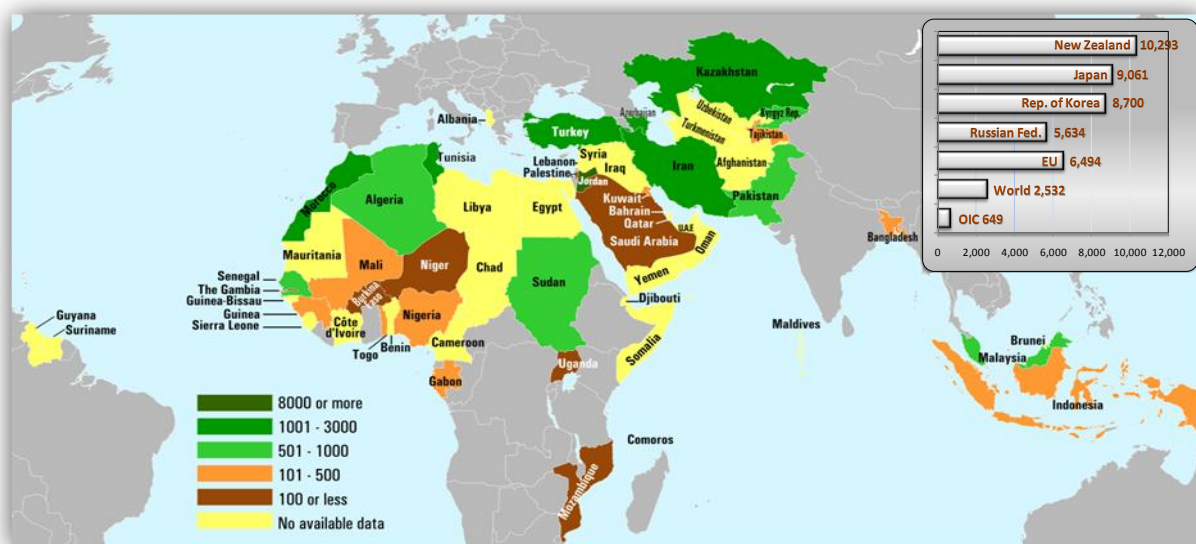 New Zealand 10,293
Japan 9,061
Rep. of Korea 8,700
Russian Fed. 5,634
EU 6,494
World 2,532
OIC 649
0 2,000 4,000 6,000 8,000 10,000 12,000
Kazakhstan
Uzbekistan
Kyrgyz Rep.
Azerbaijan
Turkmenistan
Tajikistan
Albania
Turkey
Tunisia
Syria
Lebanon
Iraq
Iran
Afghanistan
Palestine
Jordan
Morocco
Algeria
Libya
Egypt
Kuwait
Bahrain
Qatar
Pakistan
U.A.E
Saudi Arabia
Oman
Bangladesh
Mauritania
Mali
Niger
Chad
Sudan
Yemen
Senegal
The Gambia
Guinea-Bissau
Guinea
Sierra Leone
Burkina
Faso
Nigeria
Djibouti
Guyana
Suriname
Côte
d'Ivoire
Togo
Benin
Cameroon
Somalia
Maldives
Brunei
Malaysia
Uganda
Gabon
Indonesia
Comoros
Mozambique
8000 or more
1001 - 3000
501 - 1000
101 - 500
100 or less
No available data